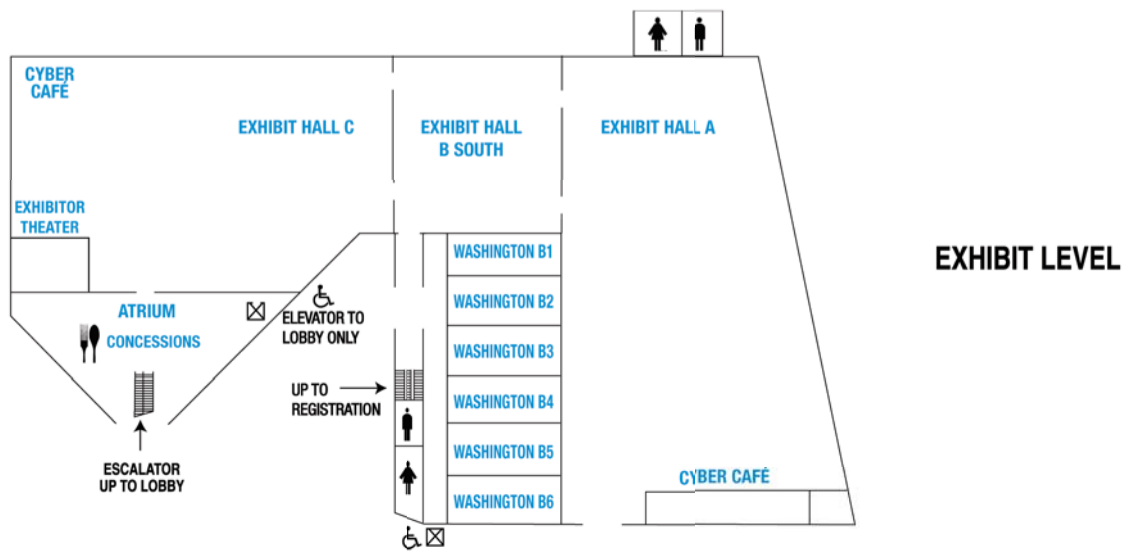 CYBER
CAFÉ
EXHIBIT HALL C
EXHIBIT HALL
B SOUTH
EXHIBIT HALL A
EXHIBITOR
THEATER
EXHIBIT LEVEL
WASHINGTON B1
WASHINGTON B2
WASHINGTON B3
WASHINGTON B4
WASHINGTON B5
WASHINGTON B6
ATRIUM
CONCESSIONS
ELEVATOR TO
LOBBY ONLY
UP TO
REGISTRATION
ESCALATOR
UP TO LOBBY
CYBER CAFÉ